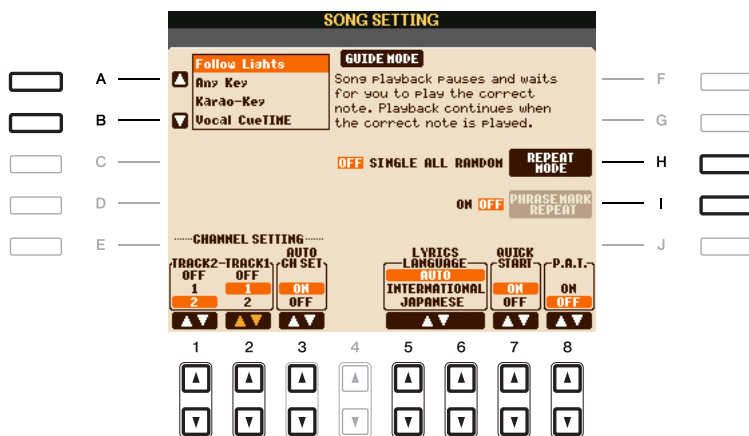 SONG SETTING
Follow Lights
Any Key
Karao-Key
Vocal CueTIME
GUIDE MODE
Song playback pauses and waits
for you to play the correct
note. Playback continues when
the correct note is played.
A
B
C
D
E
F
G
H
I
J
OFF SINGLE ALL RANDOM
REPEAT
MODE
ON OFF
PHRASE MARK
REPEAT
CHANNEL SETTING
TRACK2
OFF
1
2
TRACK1
OFF
1
2
AUTO
CH SET
ON
OFF
LYRICS
LANGUAGE
AUTO
INTERNATIONAL
JAPANESE
QUICK
START
ON
OFF
P.A.T.
ON
OFF
1 2 3 4 5 6 7 8